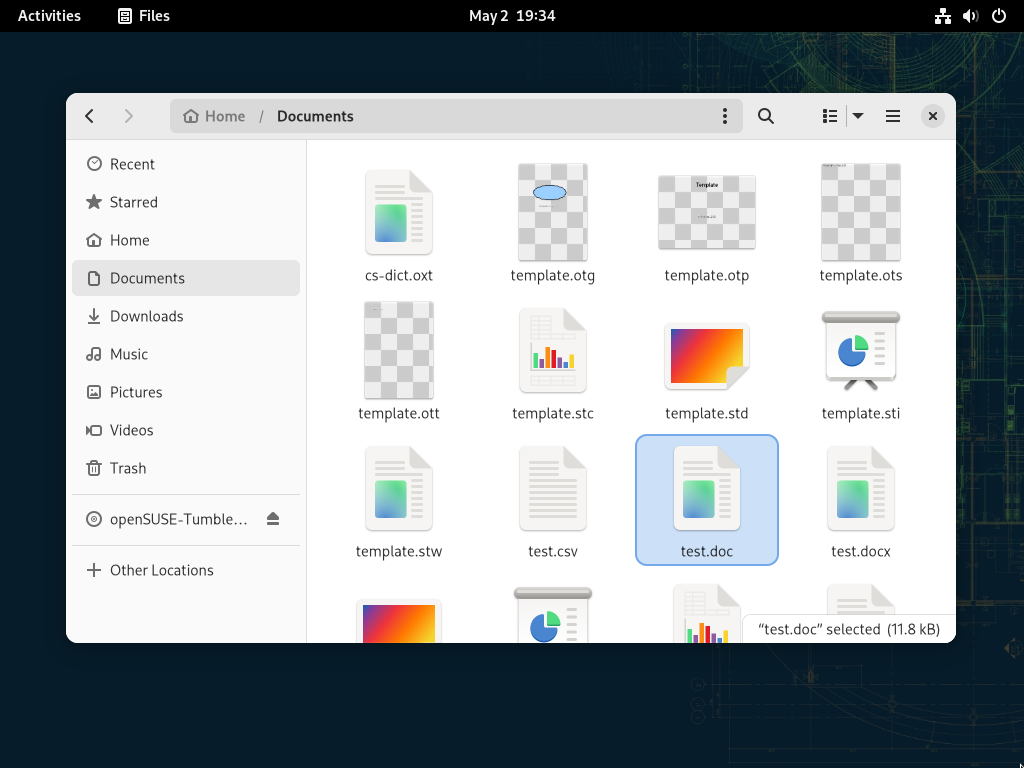 Activities Files May 2 19:34
Home / Documents
Recent
Starred
Home
Documents
Downloads
Music
Pictures
Videos
Trash
openSUSE-Tumble…
Other Locations
Template
cs-dict.oxt template.otg template.otp template.ots
template.ott template.stc template.std template.sti
template.stw test.csv test.doc test.docx
“test.doc” selected (11.8 kB)